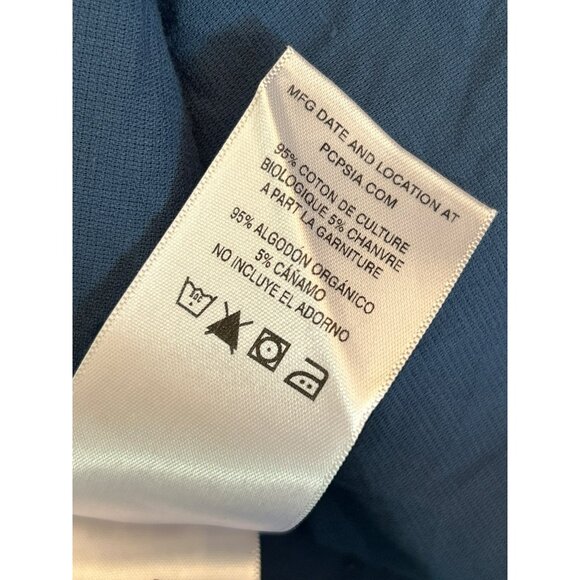 MFG DATE AND LOCATION AT
PCPSIA.COM
95% COTON DE CULTURE
BIOLOGIQUE 5% CHANVRE
A PART LA GARNITURE
95% ALGODÓN ORGÁNICO
5% CÁÑAMO
NO INCLUYE EL ADORNO